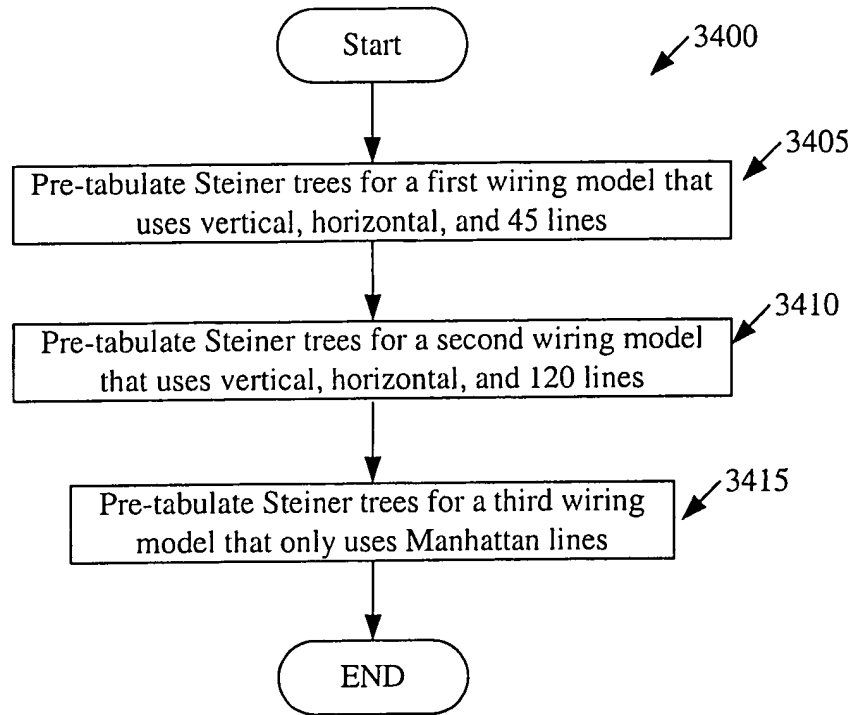 Start
3400
3405
Pre-tabulate Steiner trees for a first wiring model that
uses vertical, horizontal, and 45 lines
3410
Pre-tabulate Steiner trees for a second wiring model
that uses vertical, horizontal, and 120 lines
3415
Pre-tabulate Steiner trees for a third wiring
model that only uses Manhattan lines
END